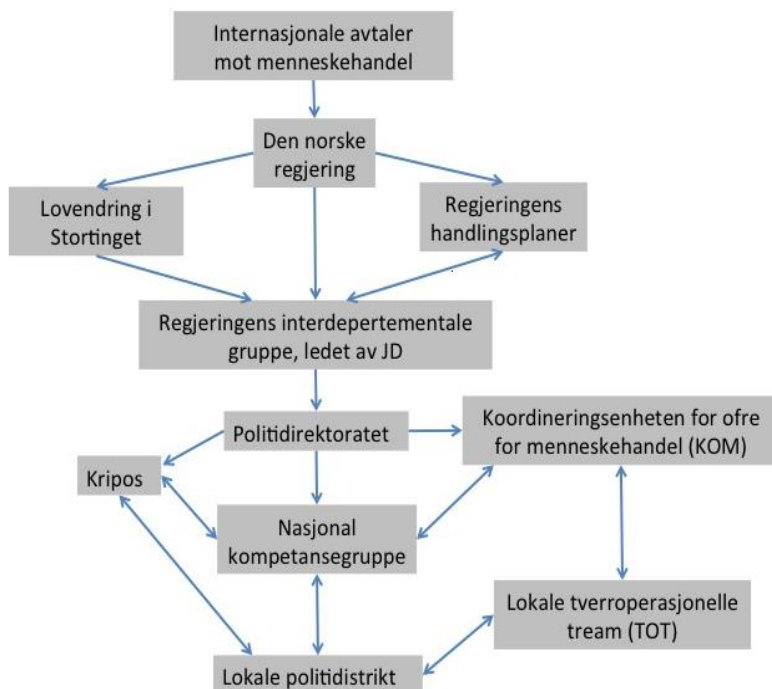 Internasjonale avtaler
mot menneskehandel
Den norske
regjering
Lovendring i
Stortinget
Regjeringens
handlingsplaner
Regjeringens interdepertementale
gruppe, ledet av JD
Politidirektoratet
Koordineringsenheten for ofre
for menneskehandel (KOM)
Kripos
Nasjonal
kompetansegruppe
Lokale tverroperasjonelle
tream (TOT)
Lokale politidistrikt